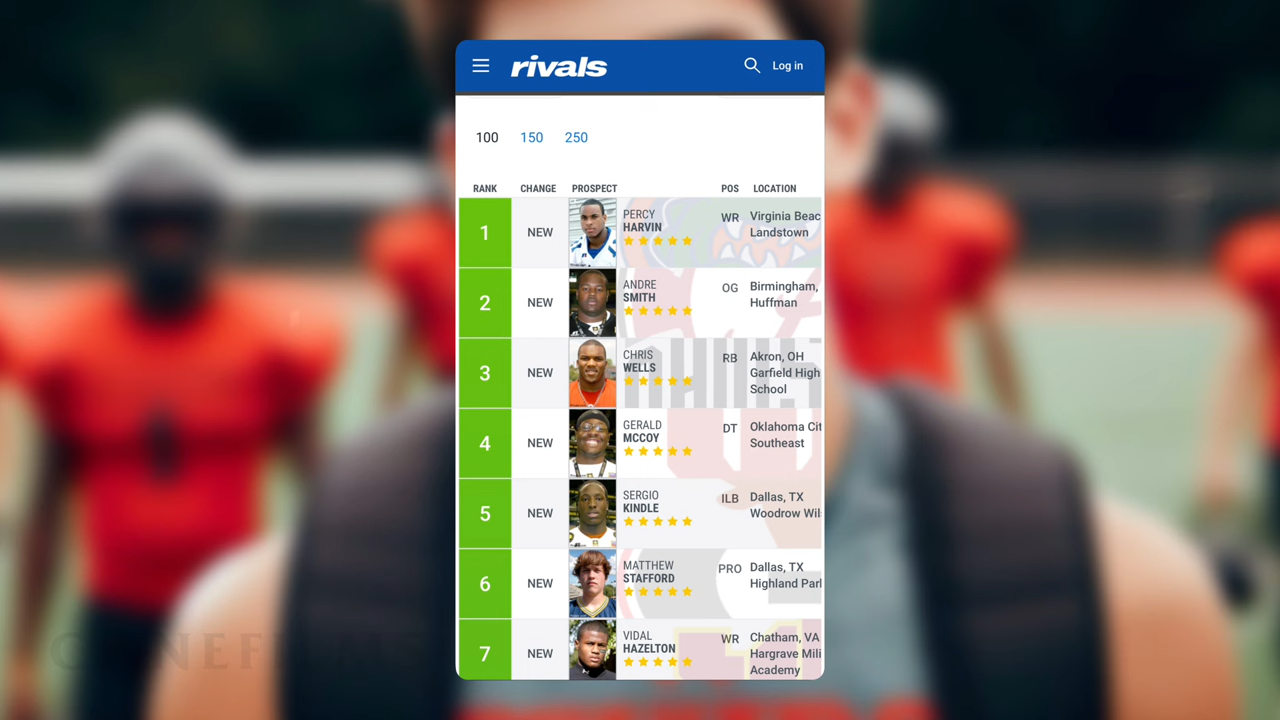 rivals
Log in
100 150 250
RANK CHANGE PROSPECT POS LOCATION
1 NEW PERCY HARVIN WR Virginia Beac
Landstown
2 NEW ANDRE SMITH OG Birmingham,
Huffman
3 NEW CHRIS WELLS RB Akron, OH
Garfield High
School
4 NEW GERALD MCCOY DT Oklahoma Cit
Southeast
5 NEW SERGIO KINDLE ILB Dallas, TX
Woodrow Wil
6 NEW MATTHEW STAFFORD PRO Dallas, TX
Highland Parl
7 NEW VIDAL HAZELTON WR Chatham, VA
Hargrave Mili
Academy